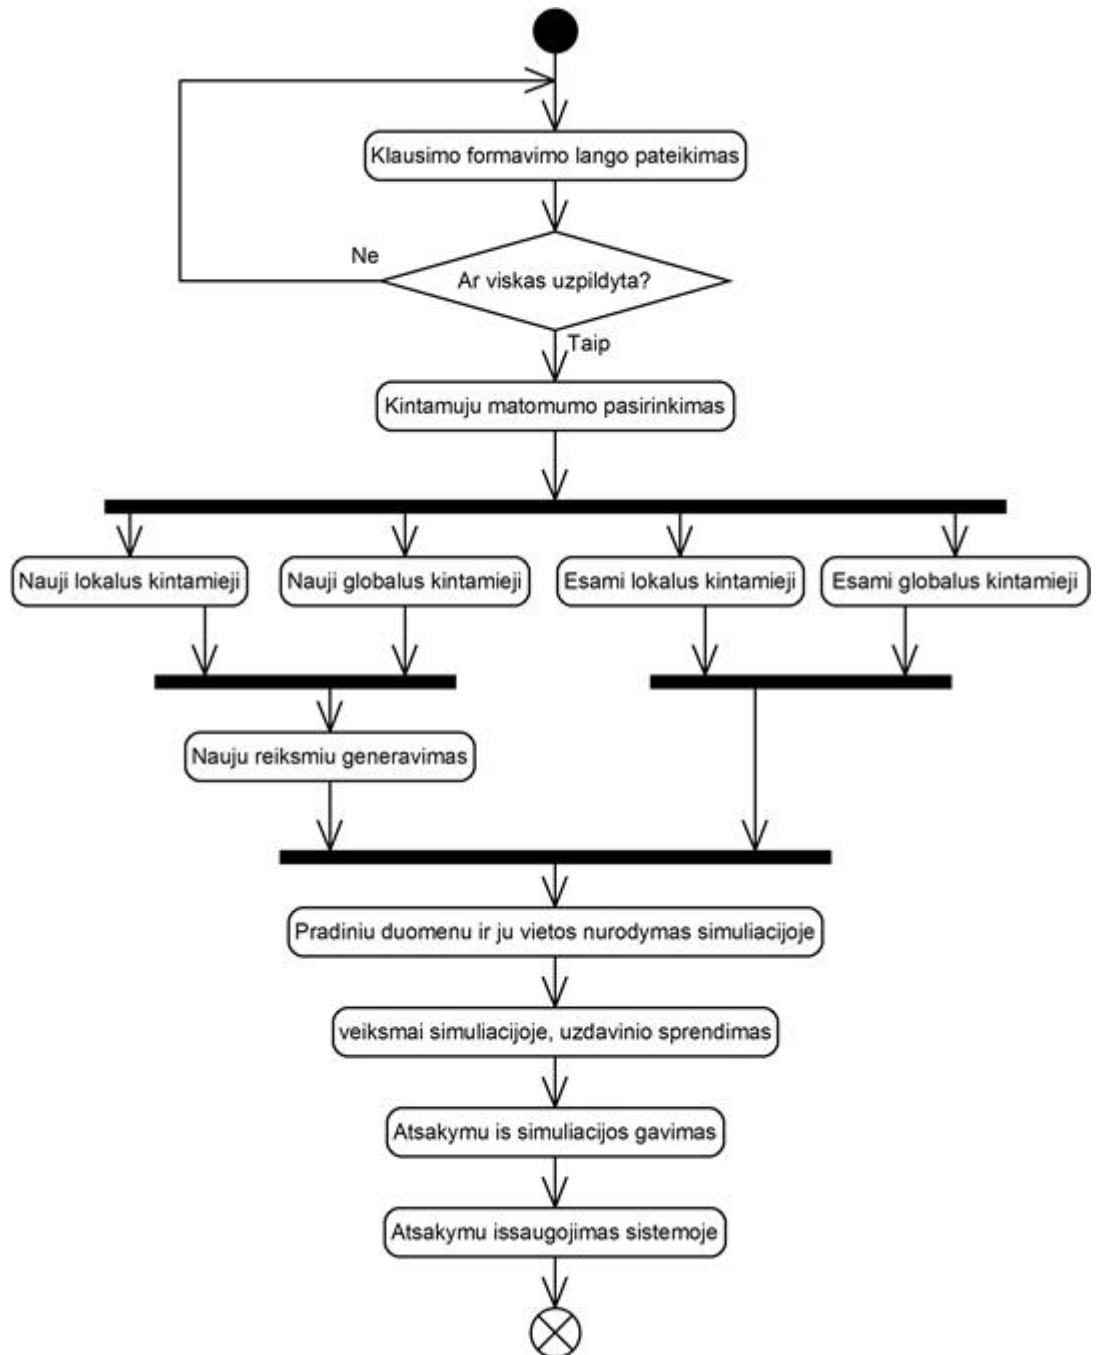 Klausimo formavimo lango pateikimas
Ne
Ar viskas uzpildyta?
Taip
Kintamuju matomumo pasirinkimas
Nauji lokalus kintamieji
Nauji globalus kintamieji
Esami lokalus kintamieji
Esami globalus kintamieji
Nauju reiksmiu generavimas
Pradiniu duomenu ir ju vietos nurodymas simuliacijoje
veiksmai simuliacijoje, uzdavinio sprendimas
Atsakymu is simuliacijos gavimas
Atsakymu issaugojimas sistemoje